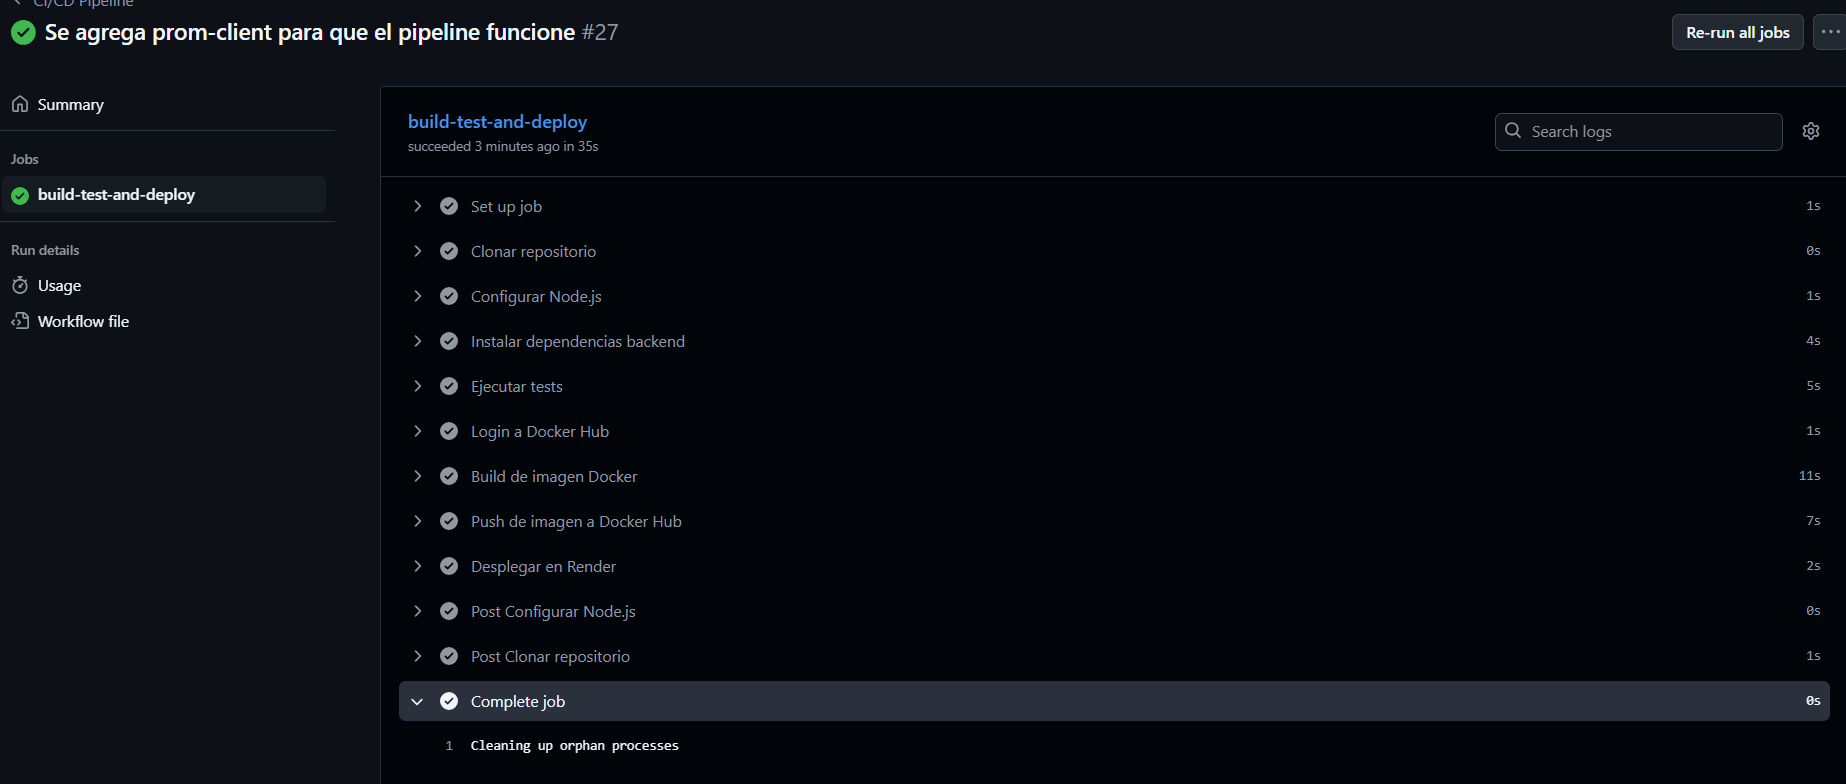 CI/CD Pipeline
Se agrega prom-client para que el pipeline funcione #27
Re-run all jobs
Summary
Jobs
build-test-and-deploy
Run details
Usage
Workflow file
build-test-and-deploy
succeeded 3 minutes ago in 35s
Search logs
Set up job 1s
Clonar repositorio 0s
Configurar Node.js 1s
Instalar dependencias backend 4s
Ejecutar tests 5s
Login a Docker Hub 1s
Build de imagen Docker 11s
Push de imagen a Docker Hub 7s
Desplegar en Render 2s
Post Configurar Node.js 0s
Post Clonar repositorio 1s
Complete job 0s
1 Cleaning up orphan processes